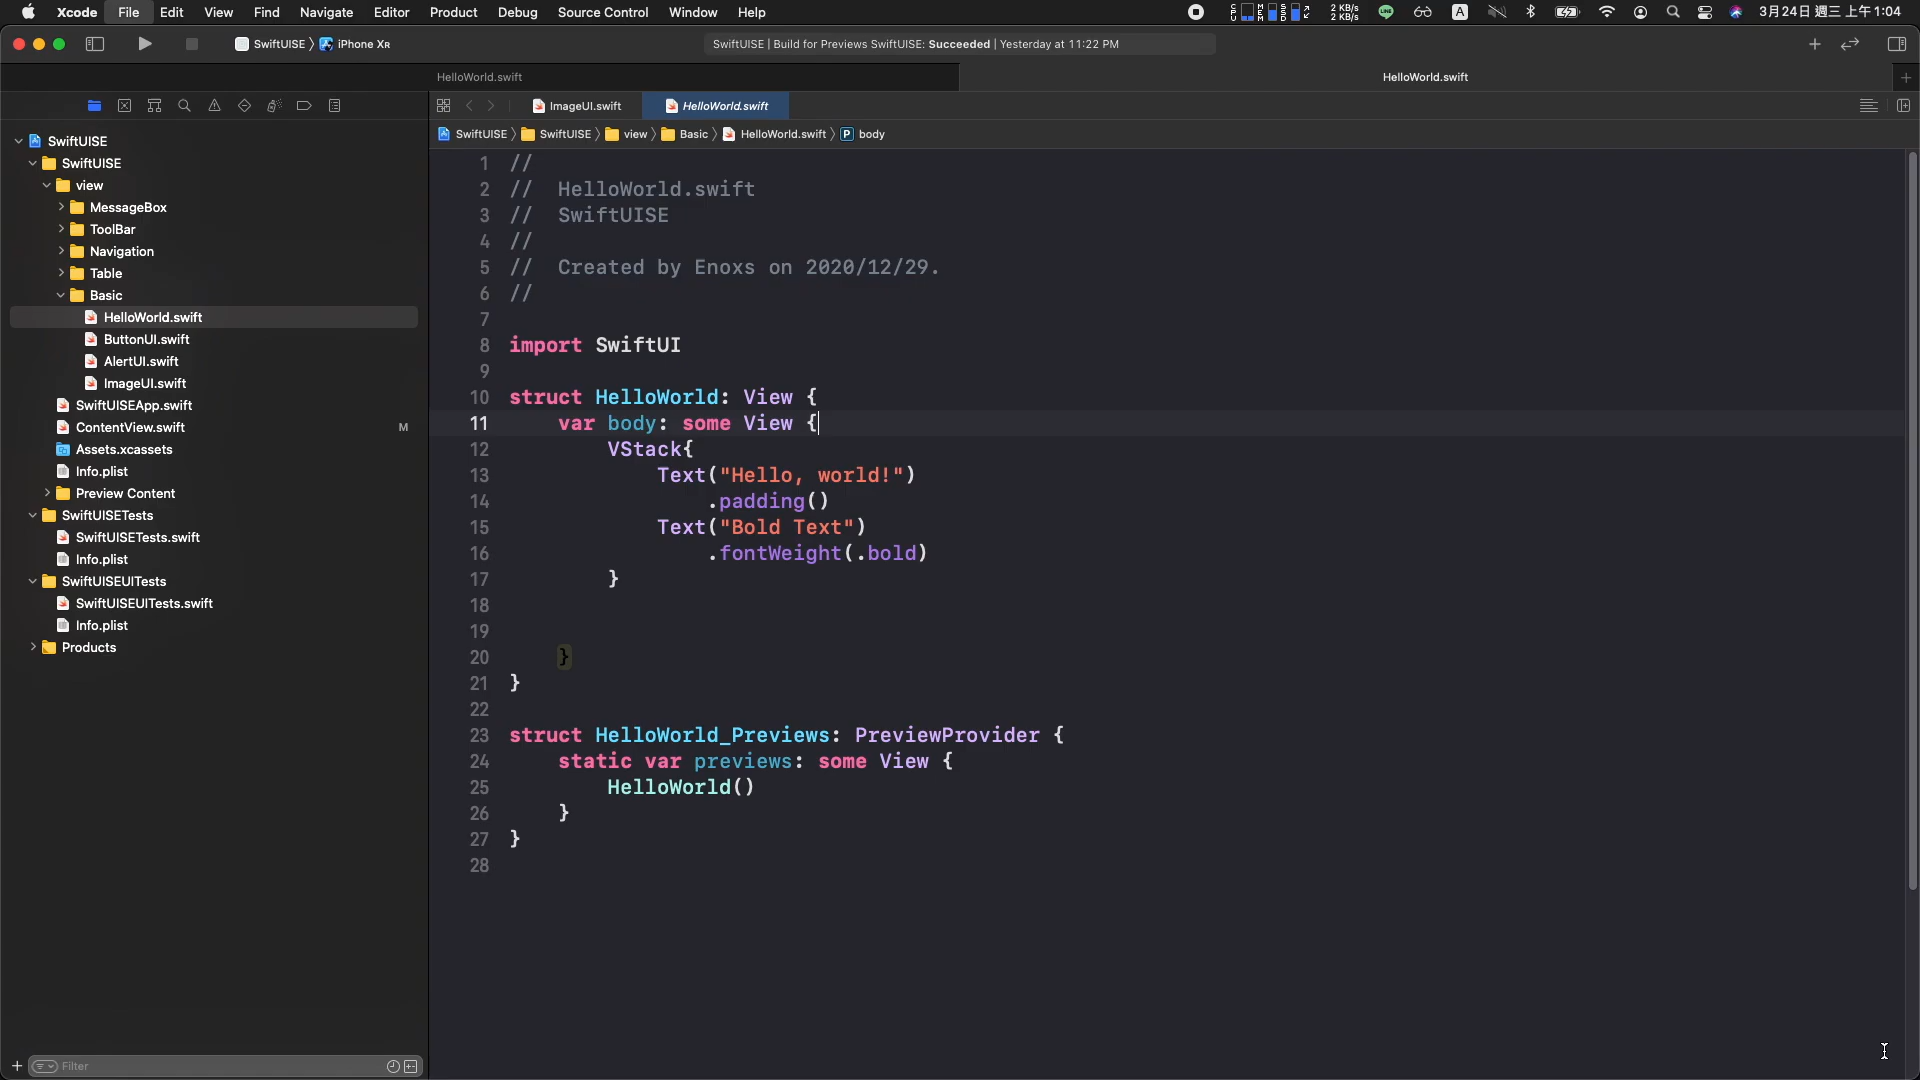 Xcode File Edit View Find Navigate Editor Product Debug Source Control Window Help
CPU MEM SSD 2 KB/s 2 KB/s LINE A 3月24日 週三 上午1:04
SwiftUISE 〉 iPhone Xʀ
SwiftUISE | Build for Previews SwiftUISE: Succeeded | Yesterday at 11:22 PM
HelloWorld.swift
HelloWorld.swift
ImageUI.swift
HelloWorld.swift
SwiftUISE 〉 SwiftUISE 〉 view 〉 Basic 〉 HelloWorld.swift 〉 P body
SwiftUISE
SwiftUISE
view
MessageBox
ToolBar
Navigation
Table
Basic
HelloWorld.swift
ButtonUI.swift
AlertUI.swift
ImageUI.swift
SwiftUISEApp.swift
ContentView.swift M
Assets.xcassets
Info.plist
Preview Content
SwiftUISETests
SwiftUISETests.swift
Info.plist
SwiftUISEUITests
SwiftUISEUITests.swift
Info.plist
Products
Filter
1 //
2 //  HelloWorld.swift
3 //  SwiftUISE
4 //
5 //  Created by Enoxs on 2020/12/29.
6 //
7
8 import SwiftUI
9
10 struct HelloWorld: View {
11     var body: some View {
12         VStack{
13             Text("Hello, world!")
14                 .padding()
15             Text("Bold Text")
16                 .fontWeight(.bold)
17         }
18
19
20     }
21 }
22
23 struct HelloWorld_Previews: PreviewProvider {
24     static var previews: some View {
25         HelloWorld()
26     }
27 }
28